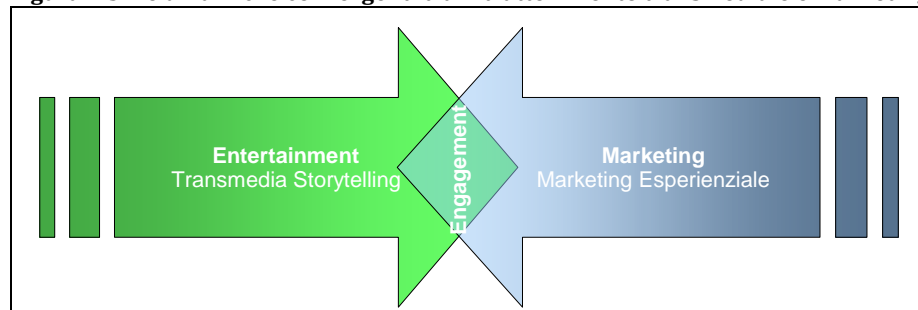 Entertainment
Transmedia Storytelling
Engagement
Marketing
Marketing Esperienziale